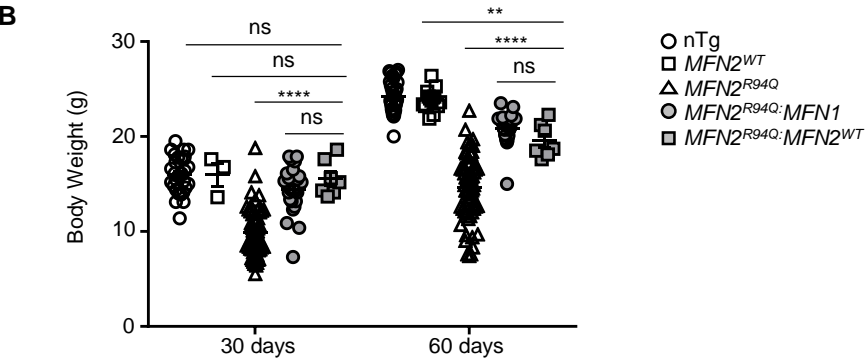 B
Body Weight (g)
30
20
10
0
30 days
60 days
ns
ns
****
ns
**
****
ns
nTg
MFN2WT
MFN2R94Q
MFN2R94Q:MFN1
MFN2R94Q:MFN2WT